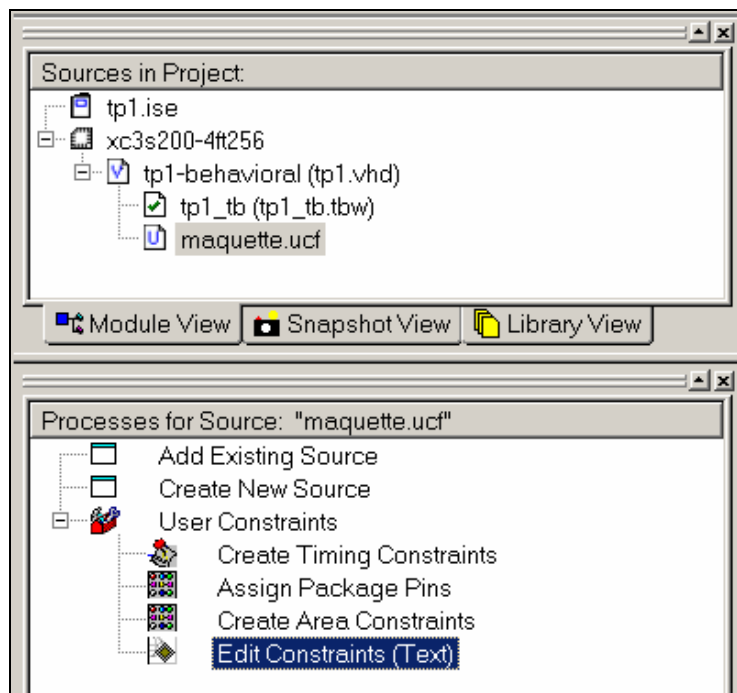 Sources in Project:
tp1.ise
xc3s200-4ft256
tp1-behavioral (tp1.vhd)
tp1_tb (tp1_tb.tbw)
maquette.ucf
Module View Snapshot View Library View
Processes for Source: "maquette.ucf"
Add Existing Source
Create New Source
User Constraints
Create Timing Constraints
Assign Package Pins
Create Area Constraints
Edit Constraints (Text)